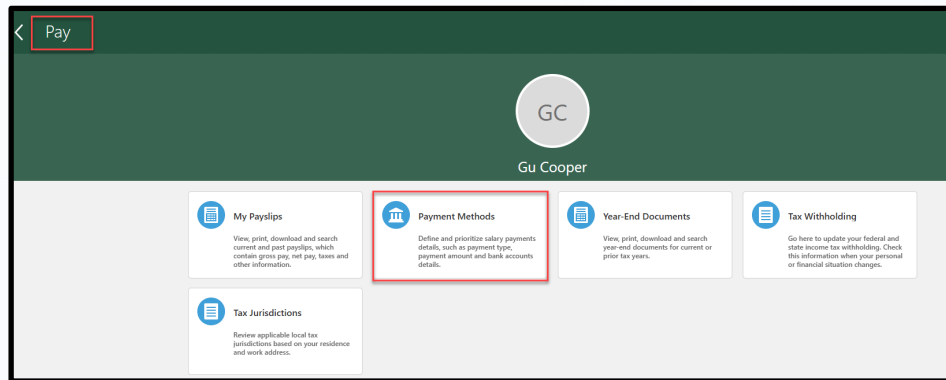 Pay
GC
Gu Cooper
My Payslips
View, print, download and search
current and past payslips, which
contain gross pay, net pay, taxes and
other information.
Payment Methods
Define and prioritize salary payments
details, such as payment type,
payment amount and bank accounts
details.
Year-End Documents
View, print, download and search
year-end documents for current or
prior tax years.
Tax Withholding
Go here to update your federal and
state income tax withholding. Check
this information when your personal
or financial situation changes.
Tax Jurisdictions
Review applicable local tax
jurisdictions based on your residence
and work address.